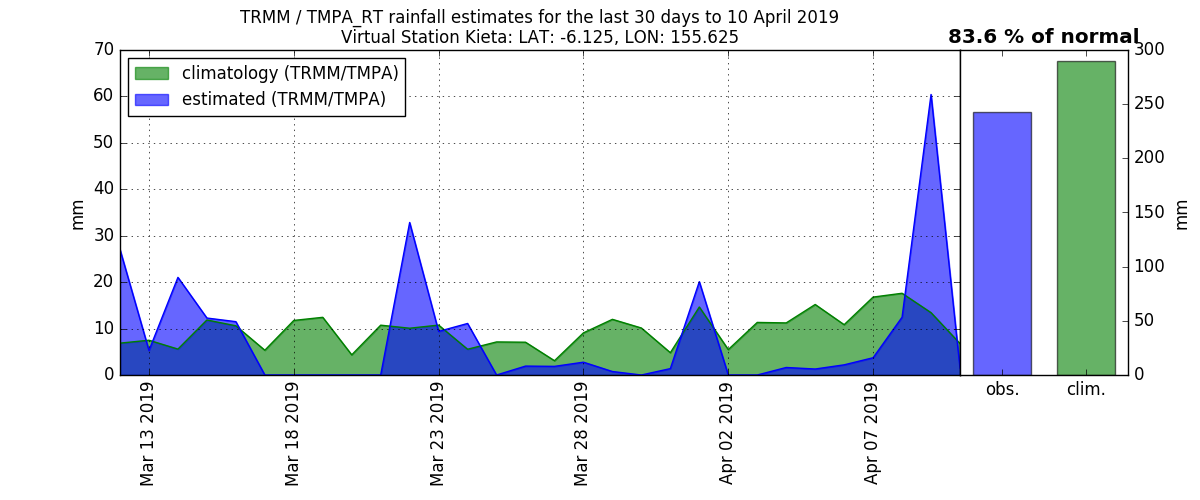 TRMM / TMPA_RT rainfall estimates for the last 30 days to 10 April 2019
Virtual Station Kieta: LAT: -6.125, LON: 155.625
83.6 % of normal
climatology (TRMM/TMPA)
estimated (TRMM/TMPA)
70
60
50
40
30
20
10
0
mm
Mar 13 2019
Mar 18 2019
Mar 23 2019
Mar 28 2019
Apr 02 2019
Apr 07 2019
obs.
clim.
300
250
200
150
100
50
0
mm